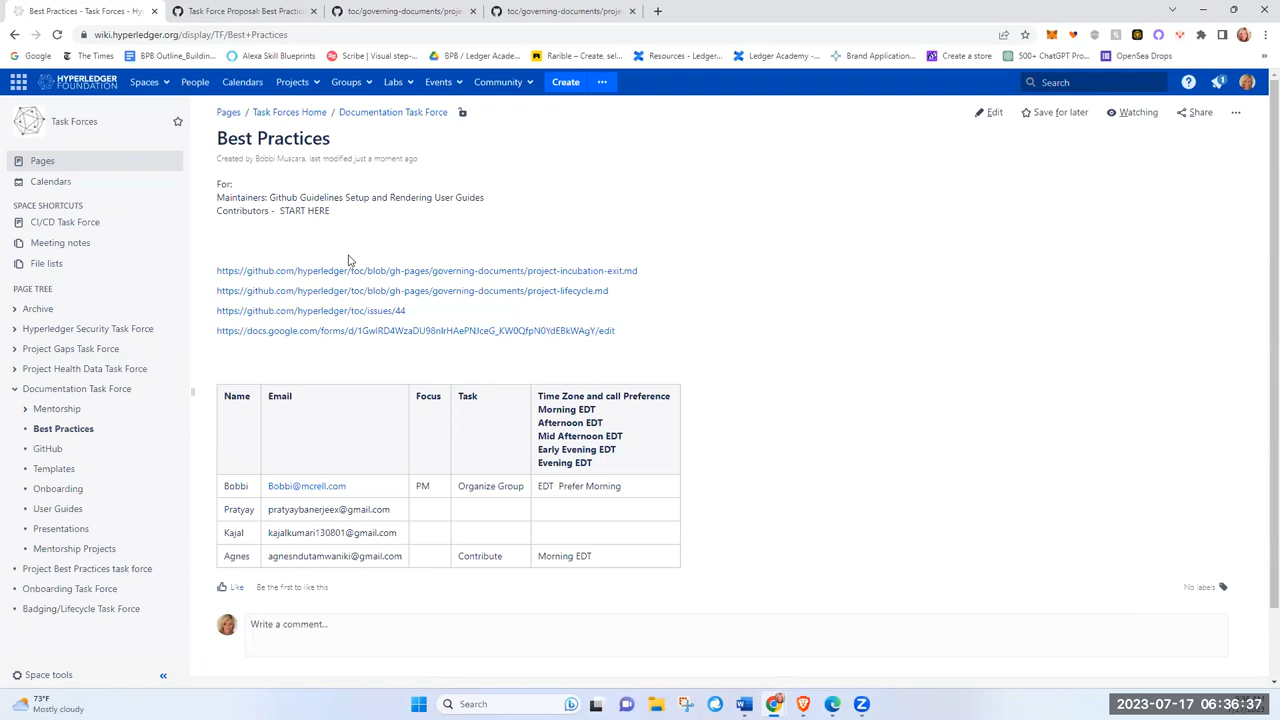 Best Practices - Task Forces - Hy
Task Force Proposal: Best Practic
toc/governing-documents/project
toc/governing-documents/project
wiki.hyperledger.org/display/TF/Best+Practices
Google
The Times
BPB Outline_Edited
Alexa Skill Blueprints
Scribe | Visual step-...
BPB / Ledger Acade...
Rarible — Create, sel...
Resources - Ledger...
Ledger Academy -...
Brand Application...
Create a store
500+ ChatGPT Pro...
OpenSea Drops
HYPERLEDGER FOUNDATION
Spaces
People
Calendars
Projects
Groups
Labs
Events
Community
Create
Search
1
Task Forces
Pages
Calendars
SPACE SHORTCUTS
CI/CD Task Force
Meeting notes
File lists
PAGE TREE
Archive
Hyperledger Security Task Force
Project Gaps Task Force
Project Health Data Task Force
Documentation Task Force
Mentorship
Best Practices
GitHub
Templates
Onboarding
User Guides
Presentations
Mentorship Projects
Project Best Practices task force
Onboarding Task Force
Badging/Lifecycle Task Force
Space tools
Pages / Task Forces Home / Documentation Task Force
Edit
Save for later
Watching
Share
Best Practices
Created by Bobbi Muscara, last modified just a moment ago
For:
Maintainers: Github Guidelines Setup and Rendering User Guides
Contributors - START HERE
https://github.com/hyperledger/toc/blob/gh-pages/governing-documents/project-incubation-exit.md
https://github.com/hyperledger/toc/blob/gh-pages/governing-documents/project-lifecycle.md
https://github.com/hyperledger/toc/issues/44
Name Email Focus Task Time Zone and call Preference
Morning EDT
Afternoon EDT
Mid Afternoon EDT
Early Evening EDT
Evening EDT
Bobbi Bobbi@mcrell.com PM Organize Group EDT Prefer Morning
Pratyay pratyaybanerjeex@gmail.com
Kajal kajalkumari130801@gmail.com
Agnes agnesndutamwaniki@gmail.com Contribute Morning EDT
Like
Be the first to like this
No labels
Write a comment...
73°F
Mostly cloudy
Search
2023-07-17 06:36:37